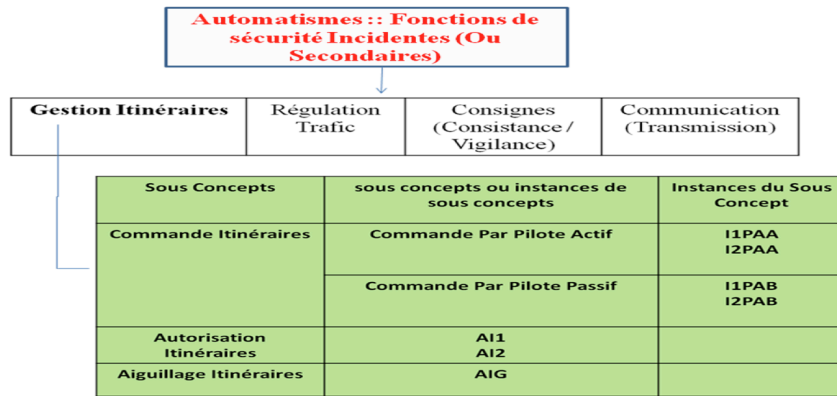 Automatismes :: Fonctions de
sécurité Incidentes (Ou
Secondaires)
Gestion Itinéraires
Régulation
Trafic
Consignes
(Consistance /
Vigilance)
Communication
(Transmission)
Sous Concepts
sous concepts ou instances de
sous concepts
Instances du Sous
Concept
Commande Itinéraires
Commande Par Pilote Actif
I1PAA
I2PAA
Commande Par Pilote Passif
I1PAB
I2PAB
Autorisation
Itinéraires
AI1
AI2
Aiguillage Itinéraires
AIG